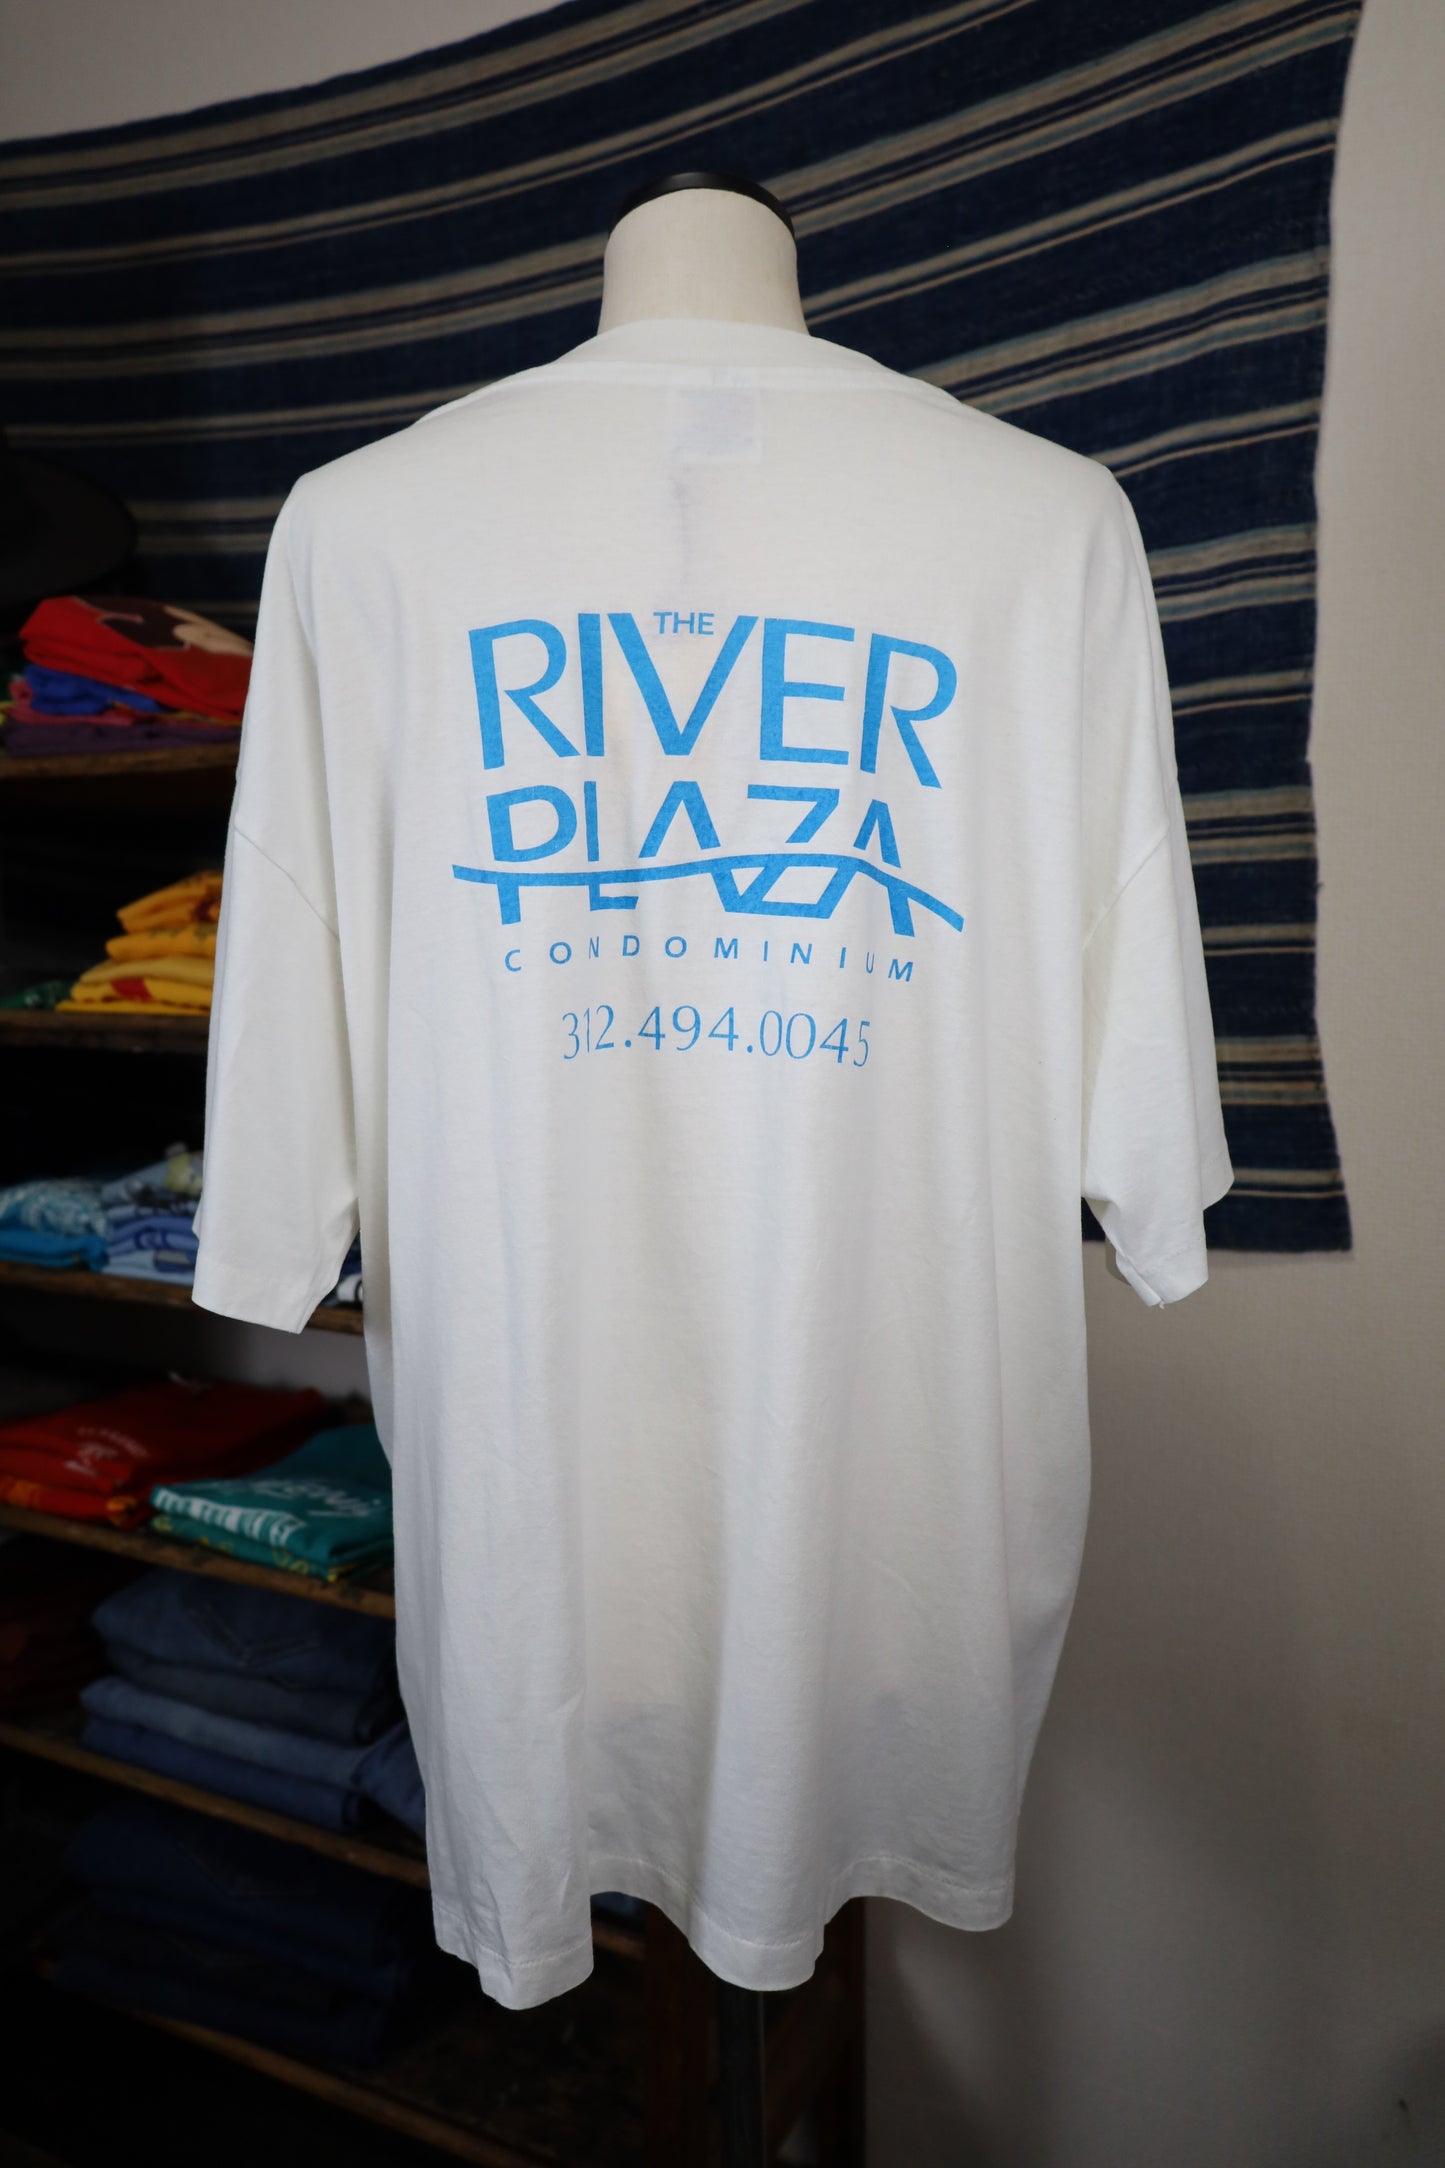 THE
RIVER
PLAZA
CONDOMINIUM
312.494.0045